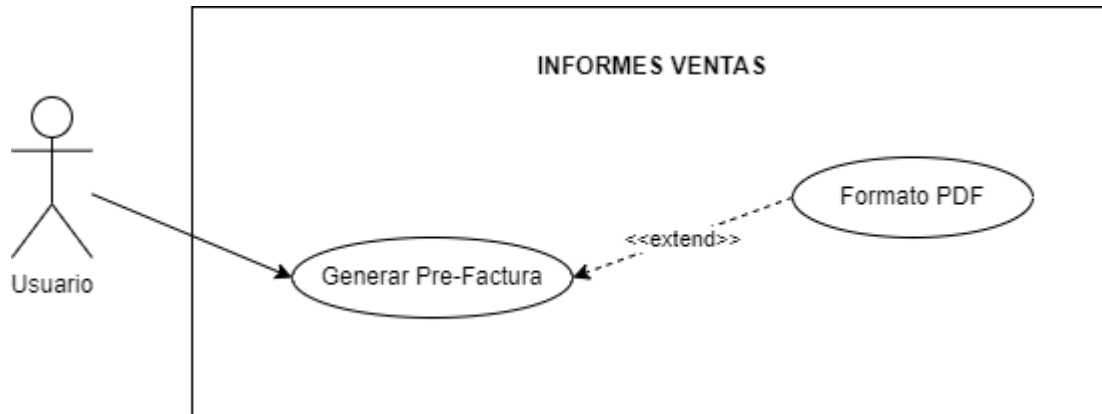 INFORMES VENTAS
Formato PDF
<<extend>>
Generar Pre-Factura
Usuario